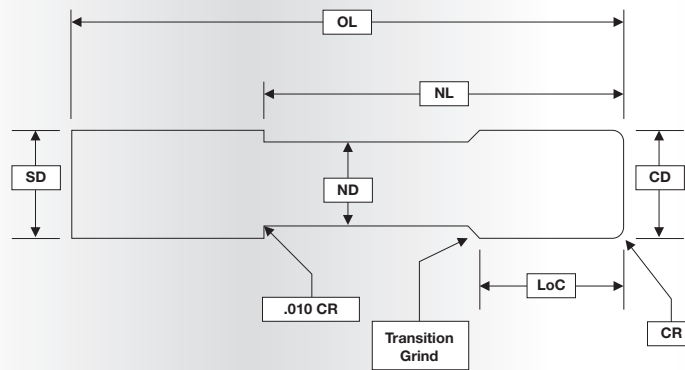 OL
NL
SD
ND
CD
.010 CR
LoC
Transition
Grind
CR